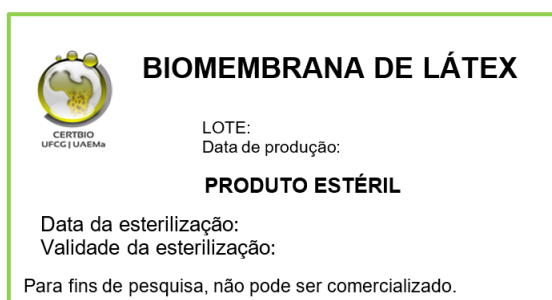 BIOMEMBRANA DE LÁTEX
CERTBIO
UFCG | UAEMa
LOTE:
Data de produção:
PRODUTO ESTÉRIL
Data da esterilização:
Validade da esterilização:
Para fins de pesquisa, não pode ser comercializado.